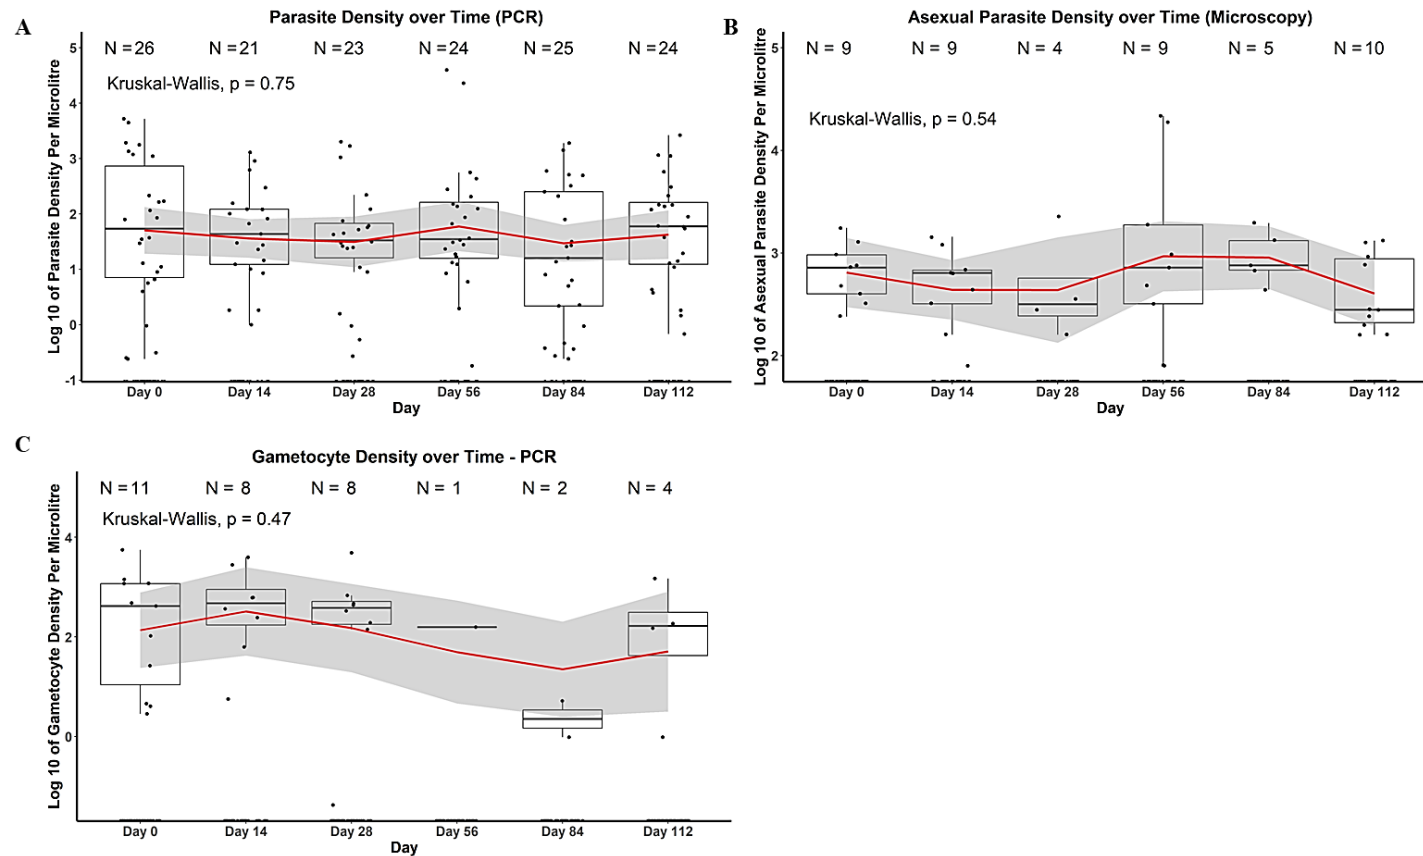 A
Parasite Density over Time (PCR)
N =26 N =21 N =23 N =24 N =25 N =24
Kruskal-Wallis, p = 0.75
Log 10 of Parasite Density Per Microlitre
5
4
3
2
1
0
-1
Day 0 Day 14 Day 28 Day 56 Day 84 Day 112
Day
B
Asexual Parasite Density over Time (Microscopy)
N = 9 N = 9 N = 4 N = 9 N = 5 N =10
Kruskal-Wallis, p = 0.54
Log 10 of Asexual Parasite Density Per Microlitre
5
4
3
2
Day 0 Day 14 Day 28 Day 56 Day 84 Day 112
Day
C
Gametocyte Density over Time - PCR
N =11 N = 8 N = 8 N = 1 N = 2 N = 4
Kruskal-Wallis, p = 0.47
Log 10 of Gametocyte Density Per Microlitre
4
2
0
Day 0 Day 14 Day 28 Day 56 Day 84 Day 112
Day